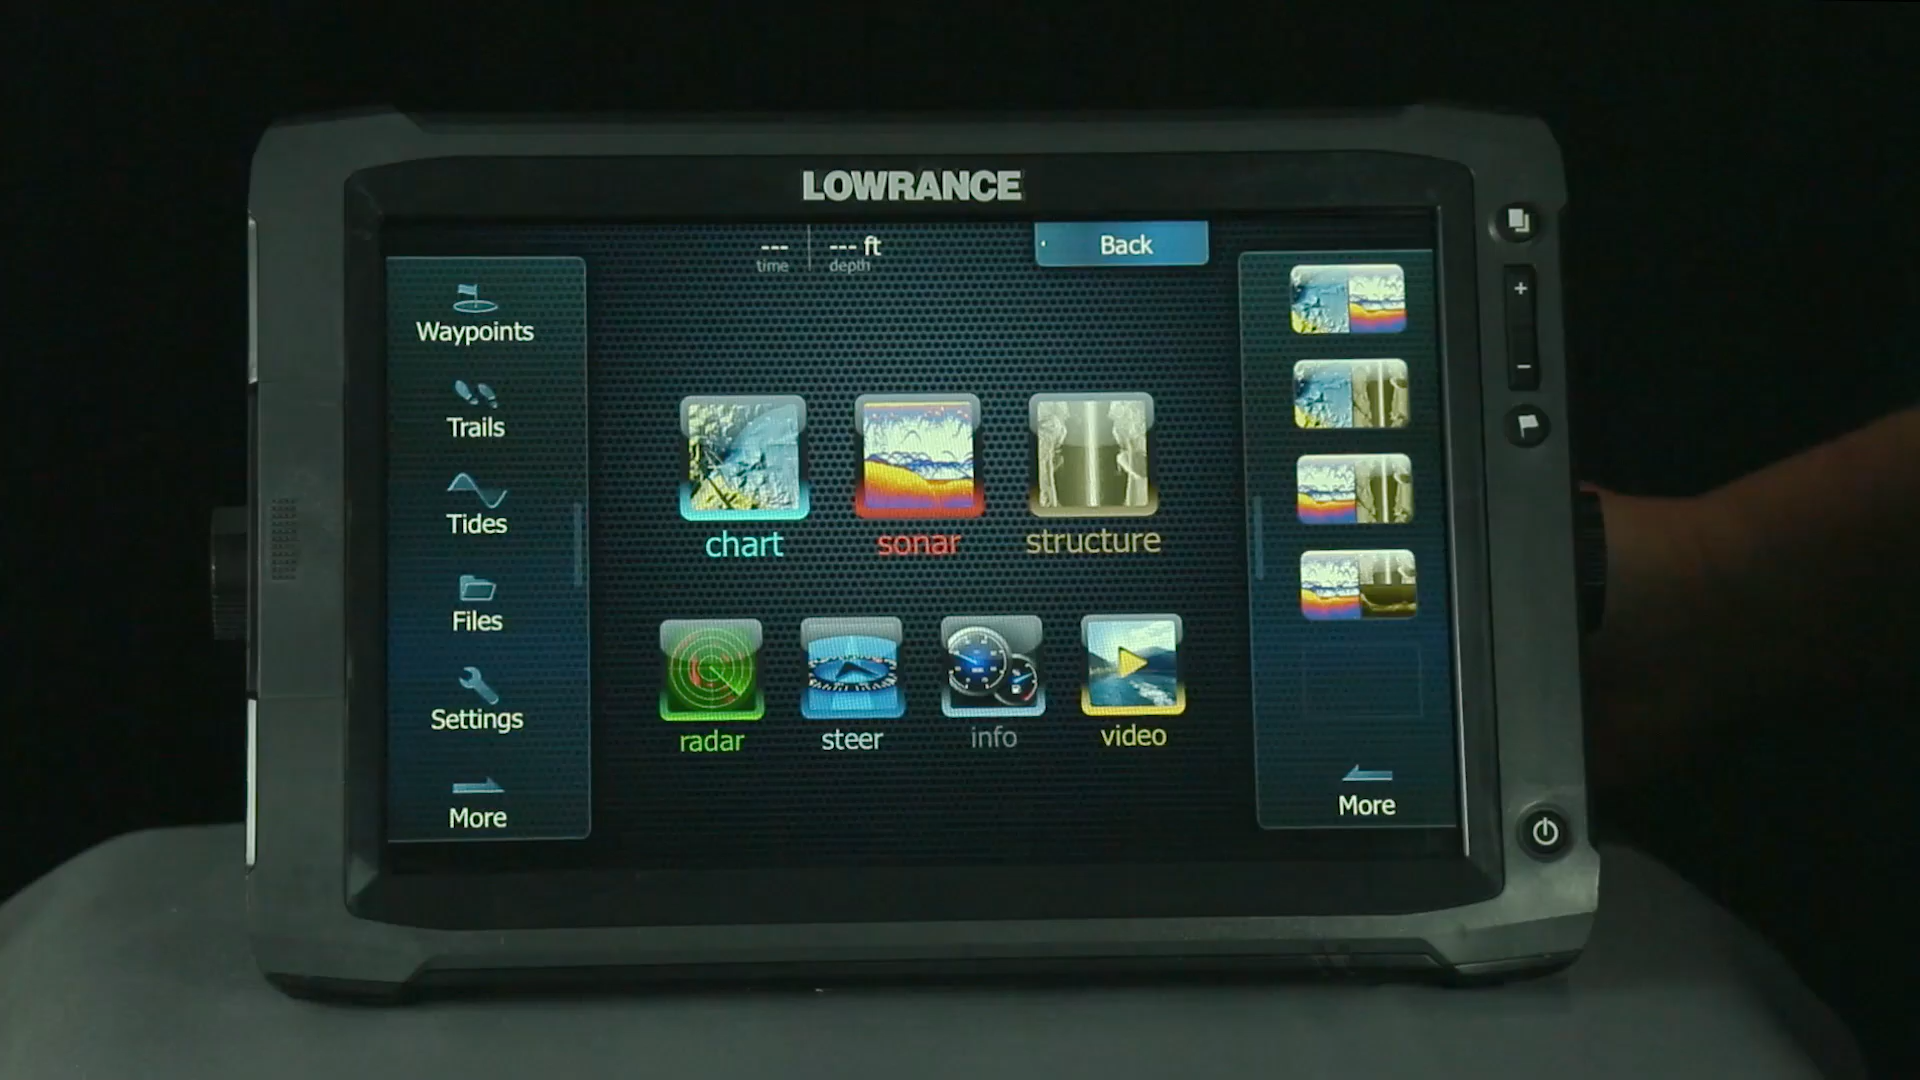 LOWRANCE
--- --- ft
time depth
Back
Waypoints
Trails
Tides
Files
Settings
More
chart sonar structure
radar steer info video
More
+
-